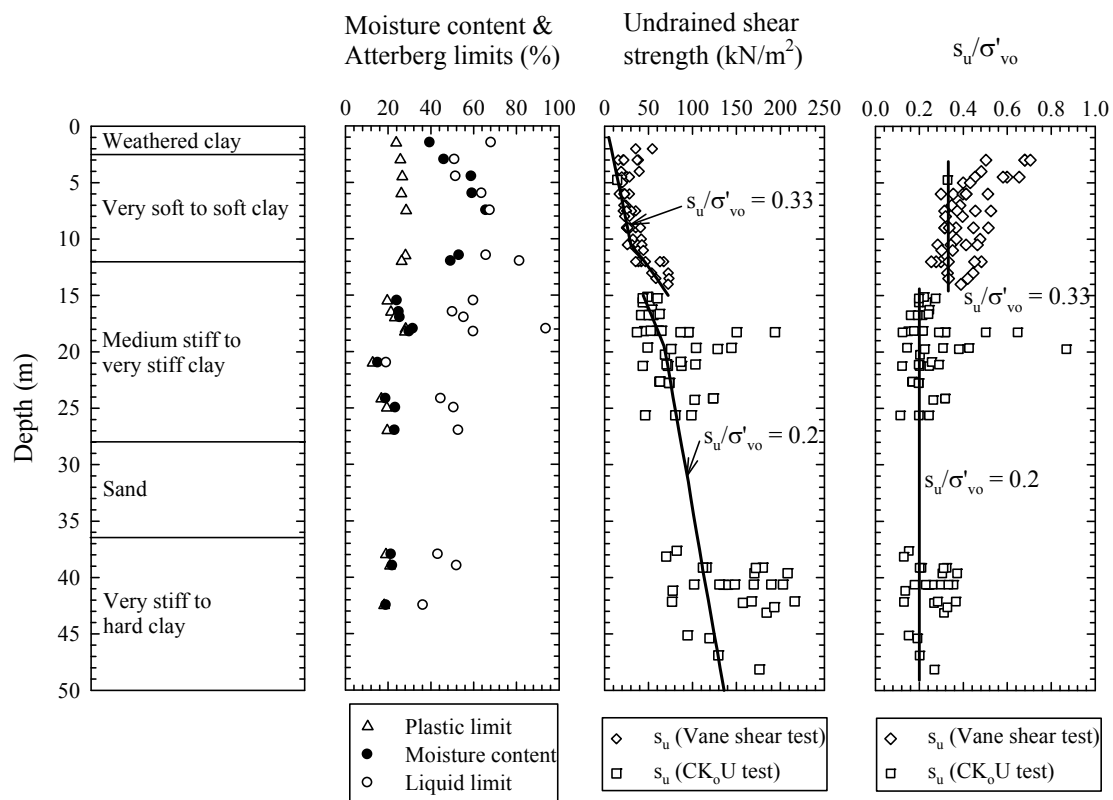 Moisture content &
Atterberg limits (%)
Undrained shear
strength (kN/m²)
sᵤ/σ'ᵥₒ
0 20 40 60 80 100
0 50 100 150 200 250
0.0 0.2 0.4 0.6 0.8 1.0
Depth (m)
0
5
10
15
20
25
30
35
40
45
50
Weathered clay
Very soft to soft clay
Medium stiff to
very stiff clay
Sand
Very stiff to
hard clay
sᵤ/σ'ᵥₒ = 0.33
sᵤ/σ'ᵥₒ = 0.2
sᵤ/σ'ᵥₒ = 0.33
sᵤ/σ'ᵥₒ = 0.2
Plastic limit
Moisture content
Liquid limit
sᵤ (Vane shear test)
sᵤ (CKₒU test)
sᵤ (Vane shear test)
sᵤ (CKₒU test)